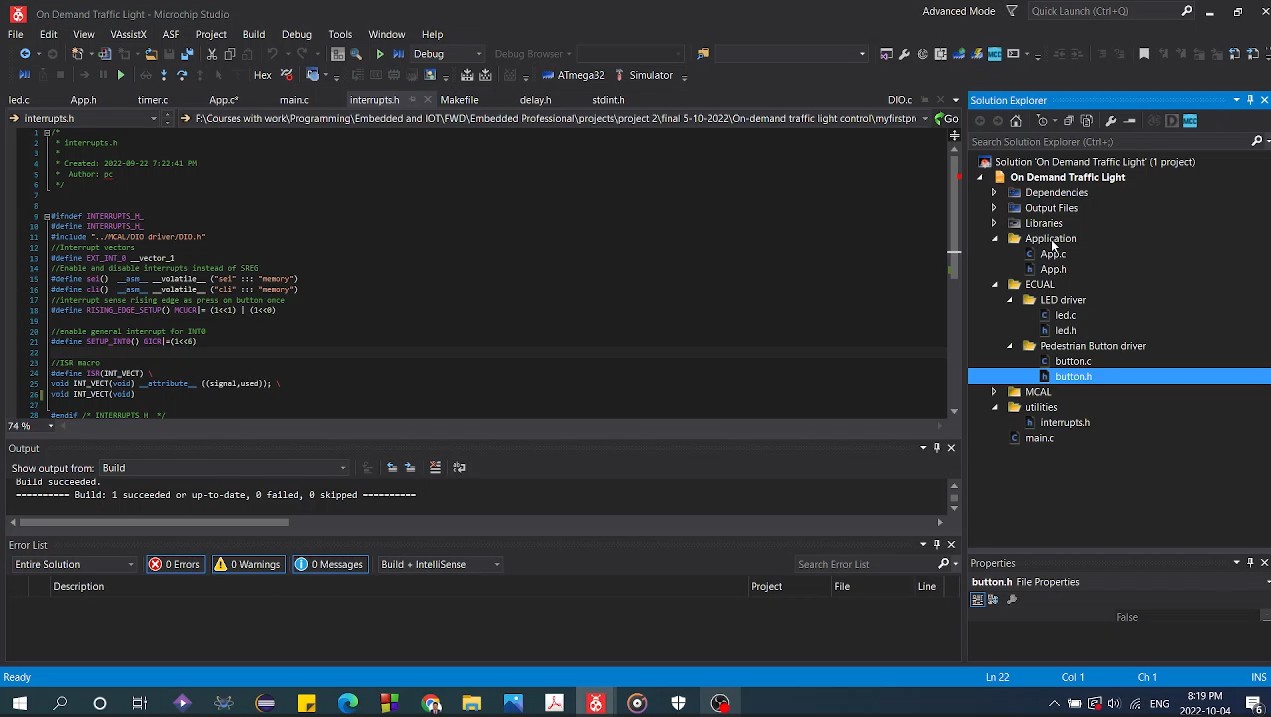 On Demand Traffic Light - Microchip Studio
Advanced Mode Quick Launch (Ctrl+Q)
File Edit View VAssistX ASF Project Build Debug Tools Window Help
Debug Debug Browser
Hex ATmega32 Simulator
led.c App.h timer.c App.c* main.c interrupts.h Makefile delay.h stdint.h DIO.c
interrupts.h F:\Courses with work\Programming\Embedded and IOT\FWD\Embedded Professional\projects\project 2\final 5-10-2022\On-demand traffic light control\myfirstpr Go
1 /*
2 * interrupts.h
3 *
4 * Created: 2022-09-22 7:22:41 PM
5 * Author: pc
6 */
7
8
9 #ifndef INTERRUPTS_H_
10 #define INTERRUPTS_H_
11 #include "../MCAL/DIO driver/DIO.h"
12 //Interrupt vectors
13 #define EXT_INT_0 __vector_1
14 //Enable and disable interrupts instead of SREG
15 #define sei() __asm__ __volatile__ ("sei" ::: "memory")
16 #define cli() __asm__ __volatile__ ("cli" ::: "memory")
17 //interrupt sense rising edge as press on button once
18 #define RISING_EDGE_SETUP() MCUCR|= (1<<1) | (1<<0)
19
20 //enable general interrupt for INT0
21 #define SETUP_INT0() GICR|=(1<<6)
22
23 //ISR macro
24 #define ISR(INT_VECT) \
25 void INT_VECT(void) __attribute__ ((signal,used)); \
26 void INT_VECT(void)
27
28 #endif /* INTERRUPTS_H_ */
74 %
Output
Show output from: Build
Build succeeded.
---------- Build: 1 succeeded or up-to-date, 0 failed, 0 skipped ----------
Error List
Entire Solution 0 Errors 0 Warnings 0 Messages Build + IntelliSense Search Error List
Description Project File Line
Solution Explorer
Search Solution Explorer (Ctrl+;)
Solution 'On Demand Traffic Light' (1 project)
On Demand Traffic Light
Dependencies
Output Files
Libraries
Application
App.c
App.h
ECUAL
LED driver
led.c
led.h
Pedestrian Button driver
button.c
button.h
MCAL
utilities
interrupts.h
main.c
Properties
button.h File Properties
False
Ready Ln 22 Col 1 Ch 1 INS
ENG 8:19 PM
2022-10-04
6